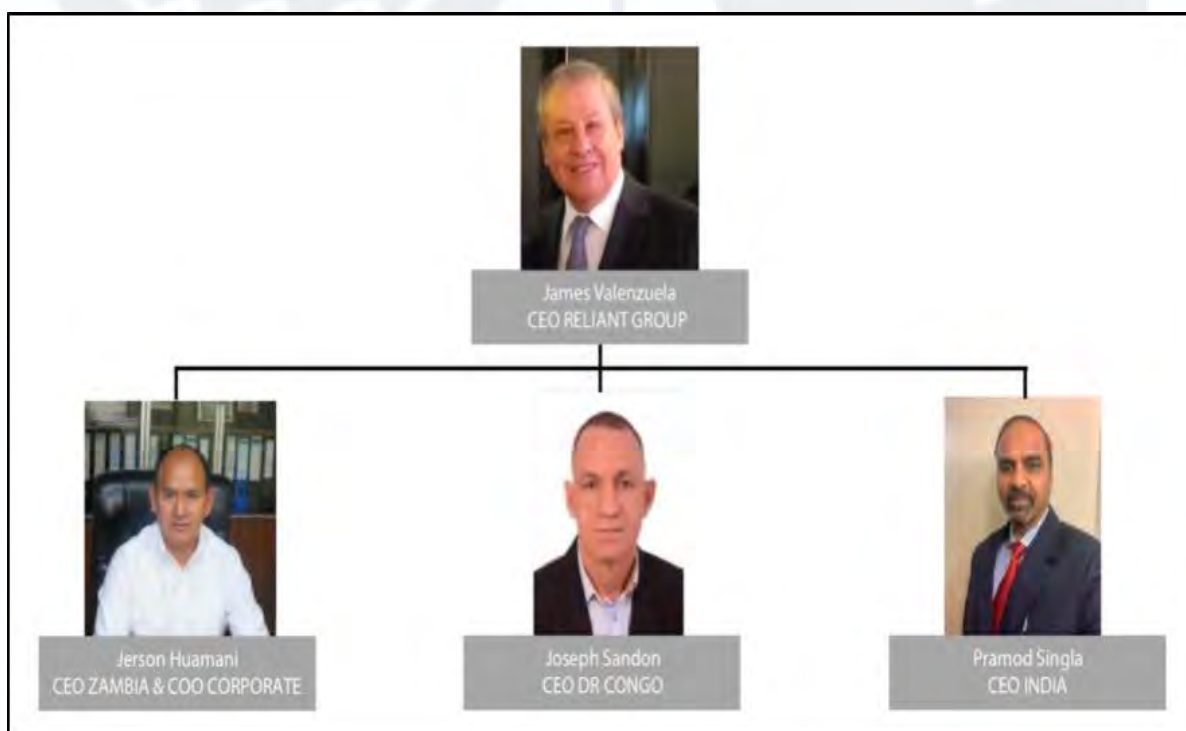 James Valenzuela
CEO RELIANT GROUP
Jerson Huamani
CEO ZAMBIA & COO CORPORATE
Joseph Sandon
CEO DR CONGO
Pramod Singla
CEO INDIA